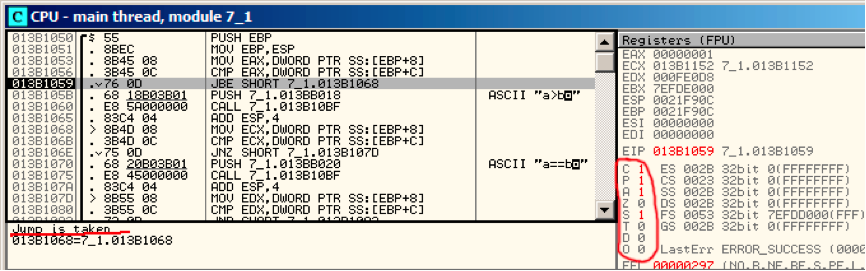 CPU - main thread, module 7_1
013B1050 $ 55 PUSH EBP
013B1051 . 8BEC MOV EBP,ESP
013B1053 . 8B45 08 MOV EAX,DWORD PTR SS:[EBP+8]
013B1056 . 3B45 0C CMP EAX,DWORD PTR SS:[EBP+C]
013B1059 .v76 0D JBE SHORT 7_1.013B1068
013B105B . 68 18B03B01 PUSH 7_1.013BB018 ASCII "a>b◘"
013B1060 . E8 5A000000 CALL 7_1.013B10BF
013B1065 . 83C4 04 ADD ESP,4
013B1068 > 8B4D 08 MOV ECX,DWORD PTR SS:[EBP+8]
013B106B . 3B4D 0C CMP ECX,DWORD PTR SS:[EBP+C]
013B106E .v75 0D JNZ SHORT 7_1.013B107D
013B1070 . 68 20B03B01 PUSH 7_1.013BB020 ASCII "a==b◘"
013B1075 . E8 45000000 CALL 7_1.013B10BF
013B107A . 83C4 04 ADD ESP,4
013B107D > 8B55 08 MOV EDX,DWORD PTR SS:[EBP+8]
013B1080 . 3B55 0C CMP EDX,DWORD PTR SS:[EBP+C]
Jump is taken
013B1068=7_1.013B1068
Registers (FPU)
EAX 00000001
ECX 013B1152 7_1.013B1152
EDX 000FE0D8
EBX 7EFDE000
ESP 0021F90C
EBP 0021F90C
ESI 00000000
EDI 00000000
EIP 013B1059 7_1.013B1059
C 1 ES 002B 32bit 0(FFFFFFFF)
P 1 CS 0023 32bit 0(FFFFFFFF)
A 1 SS 002B 32bit 0(FFFFFFFF)
Z 0 DS 002B 32bit 0(FFFFFFFF)
S 1 FS 0053 32bit 7EFDD000(FFF)
T 0 GS 002B 32bit 0(FFFFFFFF)
D 0
O 0 LastErr ERROR_SUCCESS (0000
EFL 00000297 (NO,B,NE,BE,S,PE,L,